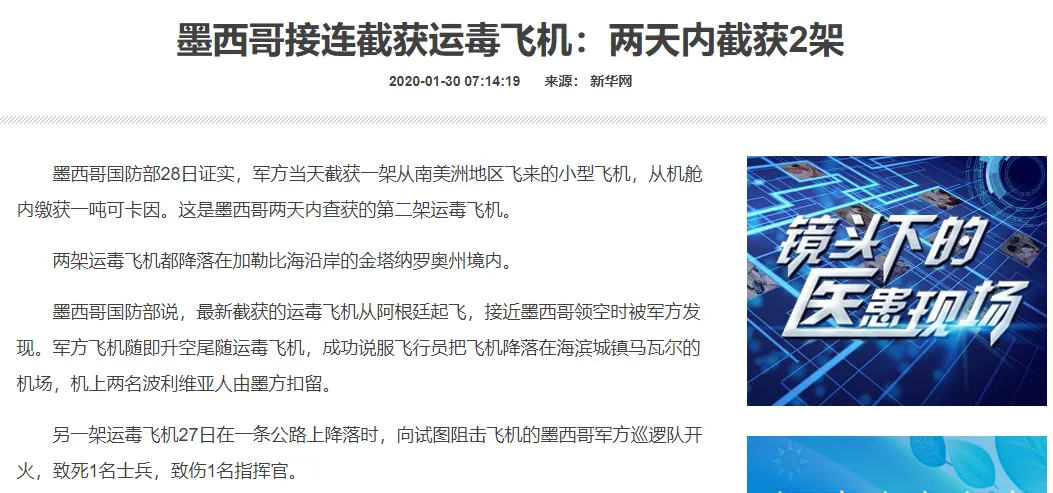 墨西哥接连截获运毒飞机：两天内截获2架
2020-01-30 07:14:19 来源： 新华网
墨西哥国防部28日证实，军方当天截获一架从南美洲地区飞来的小型飞机，从机舱
内缴获一吨可卡因。这是墨西哥两天内查获的第二架运毒飞机。
两架运毒飞机都降落在加勒比海沿岸的金塔纳罗奥州境内。
墨西哥国防部说，最新截获的运毒飞机从阿根廷起飞，接近墨西哥领空时被军方发
现。军方飞机随即升空尾随运毒飞机，成功说服飞行员把飞机降落在海滨城镇马瓦尔的
机场，机上两名波利维亚人由墨方扣留。
另一架运毒飞机27日在一条公路上降落时，向试图阻击飞机的墨西哥军方巡逻队开
火，致死1名士兵，致伤1名指挥官。
镜头下的
医患现场